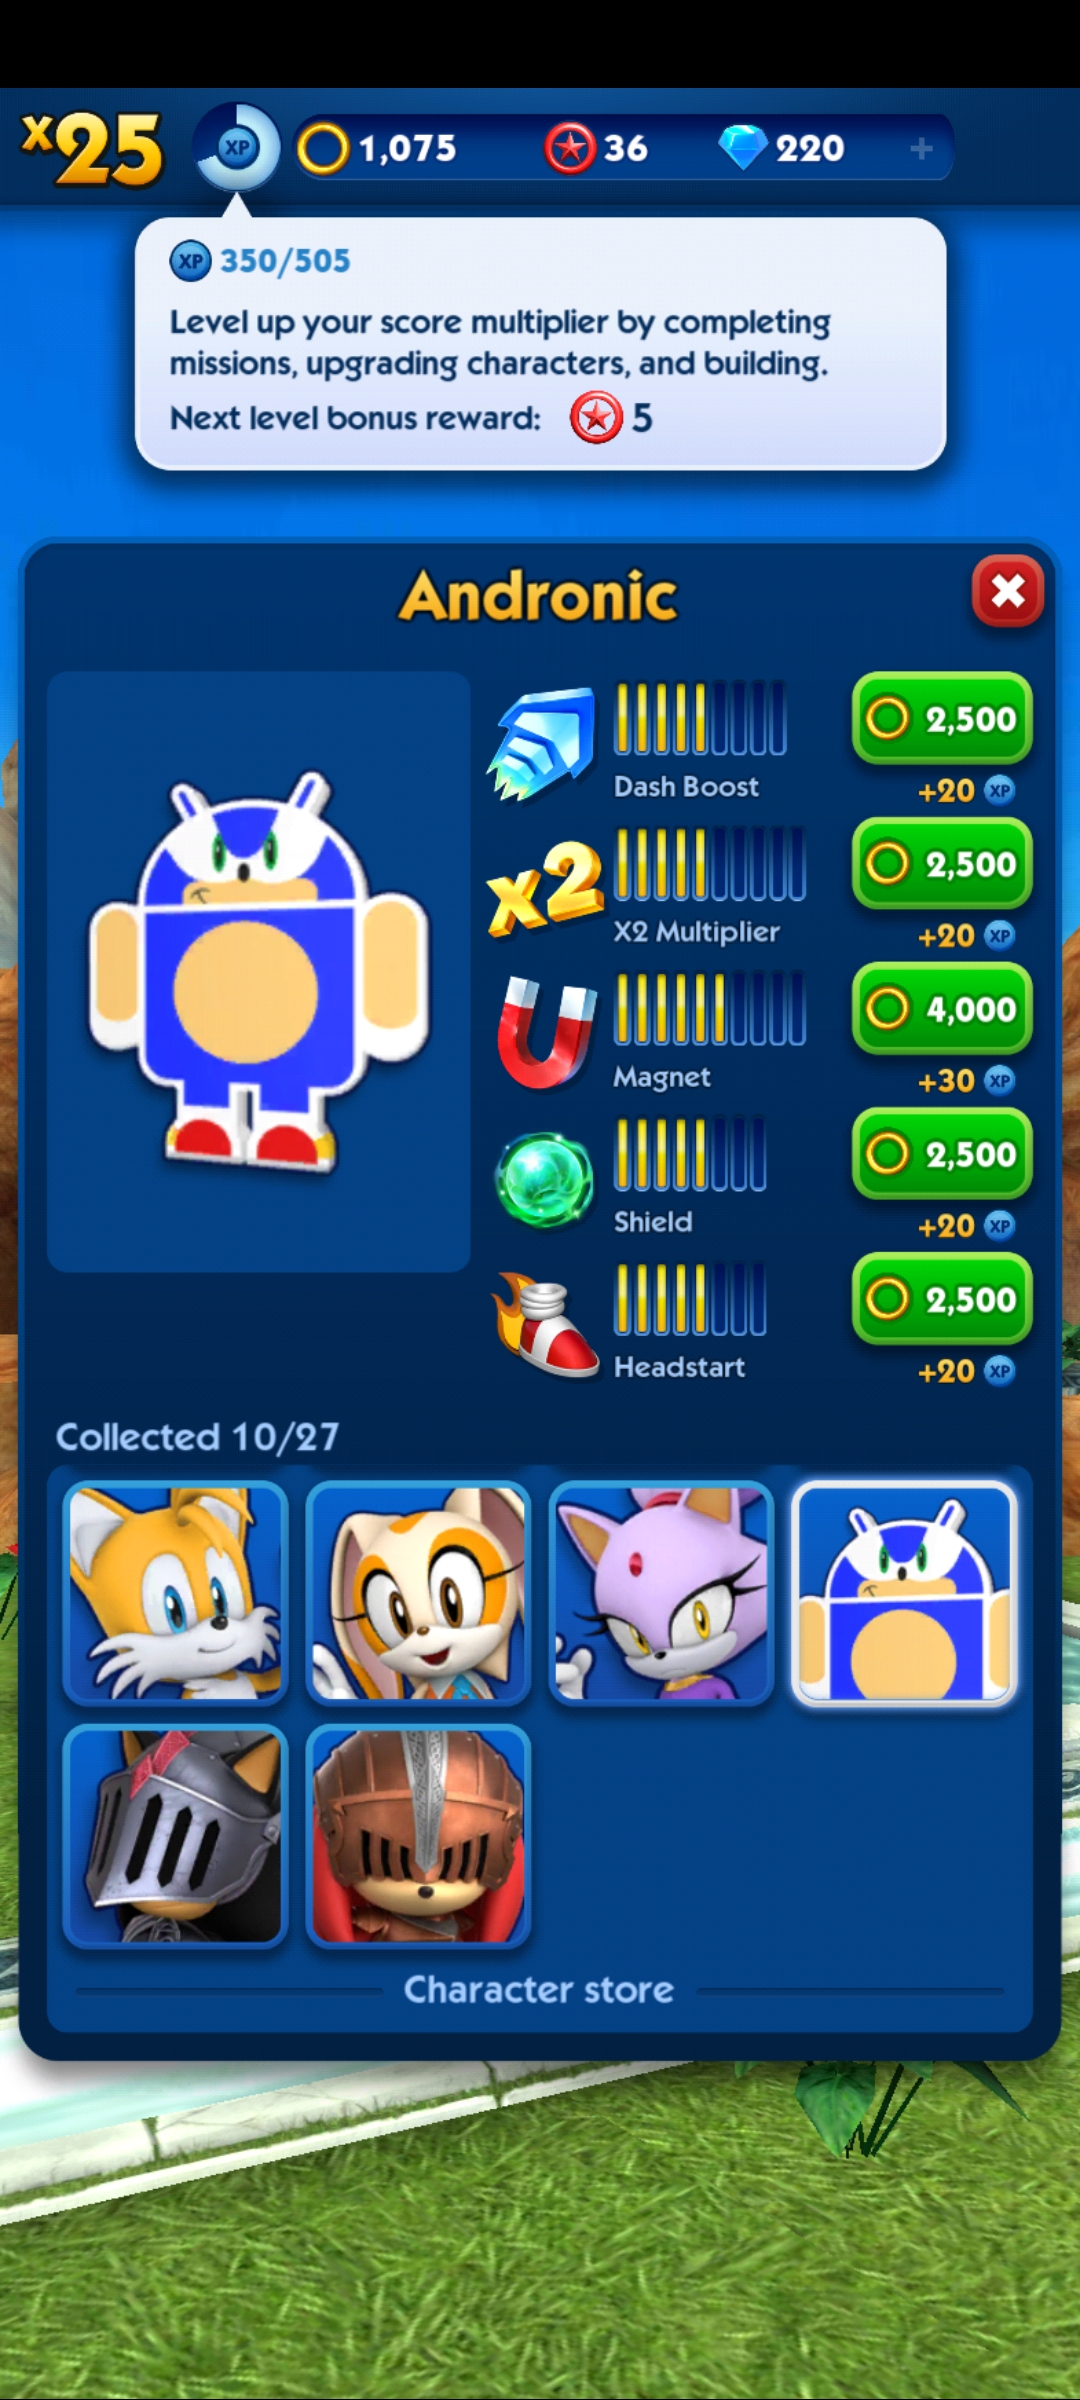 x25
XP
1,075
36
220
+
XP 350/505
Level up your score multiplier by completing
missions, upgrading characters, and building.
Next level bonus reward: 5
Andronic
2,500
Dash Boost
+20 XP
x2
2,500
X2 Multiplier
+20 XP
4,000
Magnet
+30 XP
2,500
Shield
+20 XP
2,500
Headstart
+20 XP
Collected 10/27
Character store